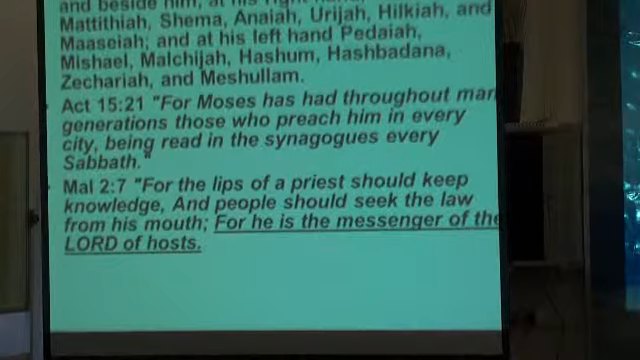 and beside him, at his right hand,
Mattithiah, Shema, Anaiah, Urijah, Hilkiah, and
Maaseiah; and at his left hand Pedaiah,
Mishael, Malchijah, Hashum, Hashbadana,
Zechariah, and Meshullam.
Act 15:21 "For Moses has had throughout man
generations those who preach him in every
city, being read in the synagogues every
Sabbath."
Mal 2:7 "For the lips of a priest should keep
knowledge, And people should seek the law
from his mouth; For he is the messenger of the
LORD of hosts.